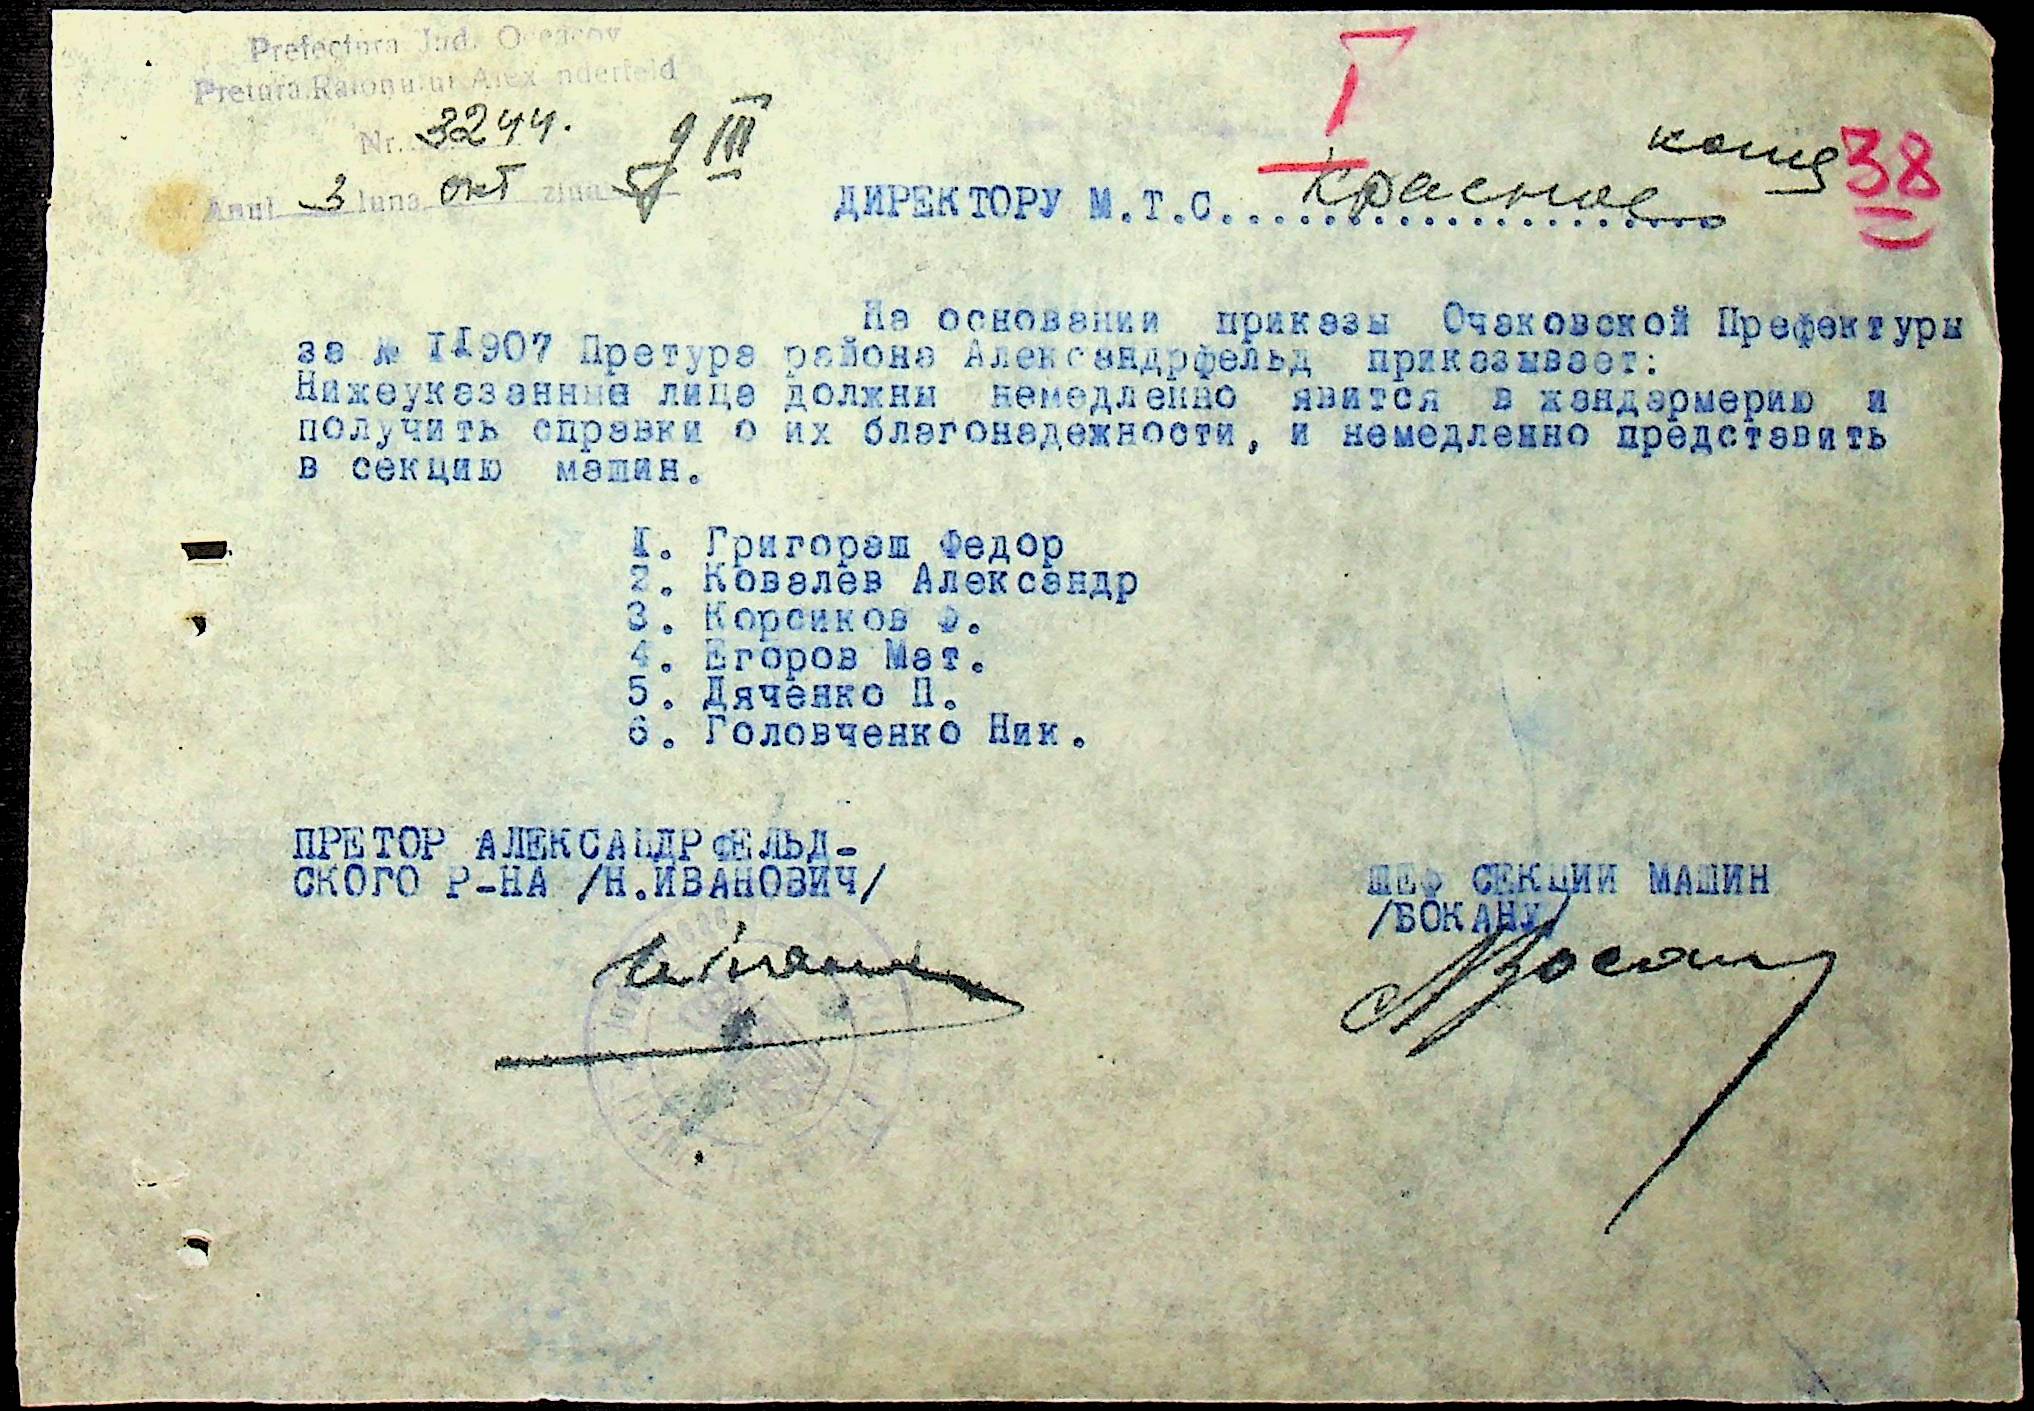 Prefectura Jud. Oceacov
Pretura Raionului Alexanderfeld
Nr. 3244.
Anul 3 luna окт ziua
9 III
38
ДИРЕКТОРУ М.Т.С. Красное
На основании приказы Очаковской Префектуры
за № 11907 Претура района Александрфельд приказывает:
Нижеуказанные лица должны немедленно явится в жандармерию и
получить справки о их благонадежности, и немедленно представить
в секцию машин.
1. Григораш Федор
2. Ковалев Александр
3. Корсиков Ф.
4. Егоров Мат.
5. Дяченко П.
6. Головченко Ник.
ПРЕТОР АЛЕКСАНДРФЕЛЬД-
СКОГО Р-НА /Н.ИВАНОВИЧ/
ШЕФ СЕКЦИИ МАШИН
/БОКАНУ/